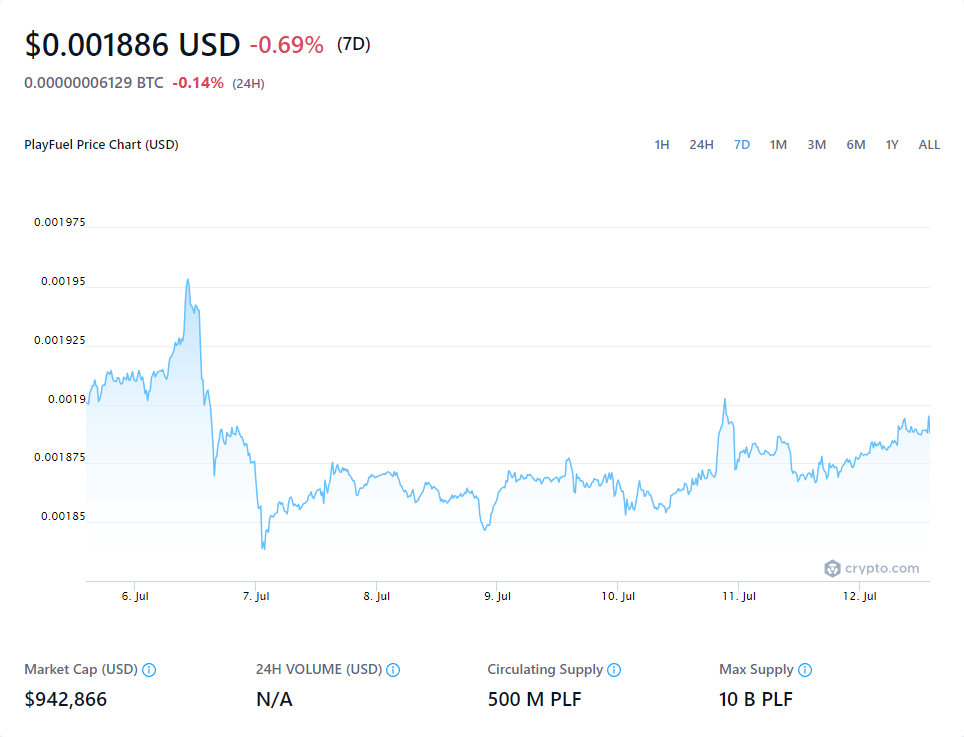 $0.001886 USD -0.69% (7D)
0.00000006129 BTC -0.14% (24H)
PlayFuel Price Chart (USD) 1H 24H 7D 1M 3M 6M 1Y ALL
0.001975
0.00195
0.001925
0.0019
0.001875
0.00185
crypto.com
6. Jul 7. Jul 8. Jul 9. Jul 10. Jul 11. Jul 12. Jul
Market Cap (USD) 24H VOLUME (USD) Circulating Supply Max Supply
$942,866 N/A 500 M PLF 10 B PLF